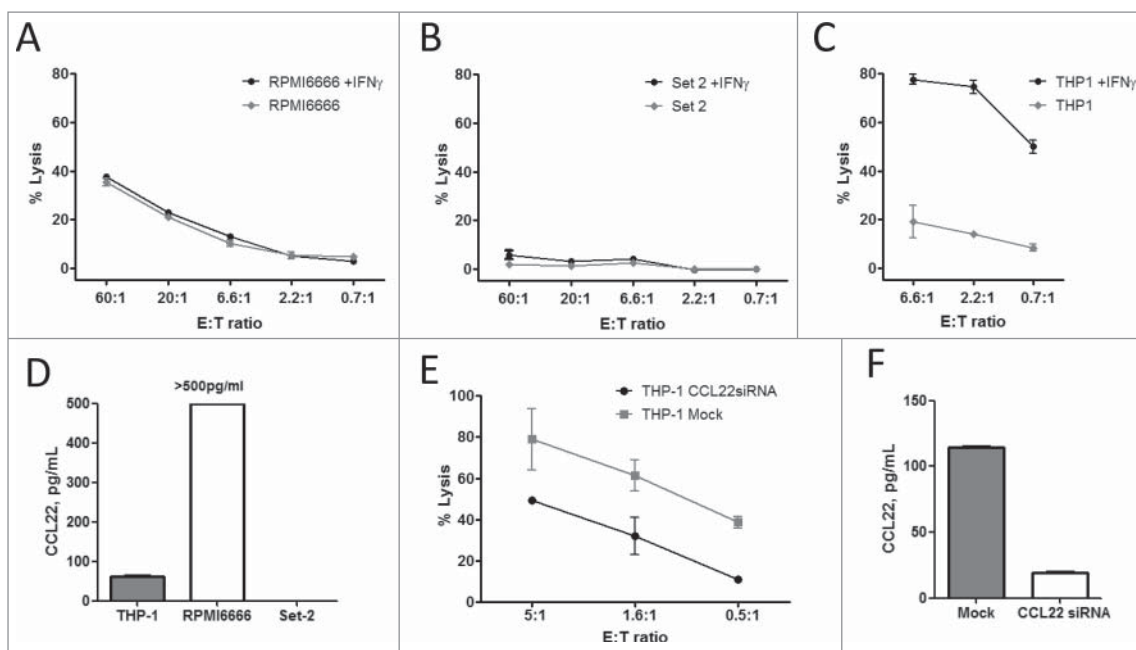 A
RPMI6666 +IFNγ
RPMI6666
80
60
40
20
0
% Lysis
60:1 20:1 6.6:1 2.2:1 0.7:1
E:T ratio
B
Set 2 +IFNγ
Set 2
80
60
40
20
0
% Lysis
60:1 20:1 6.6:1 2.2:1 0.7:1
E:T ratio
C
THP1 +IFNγ
THP1
80
60
40
20
0
% Lysis
6.6:1 2.2:1 0.7:1
E:T ratio
D
>500pg/ml
500
400
300
200
100
0
CCL22, pg/mL
THP-1 RPMI6666 Set-2
E
THP-1 CCL22siRNA
THP-1 Mock
100
80
60
40
20
0
% Lysis
5:1 1.6:1 0.5:1
E:T ratio
F
150
100
50
0
CCL22, pg/mL
Mock CCL22 siRNA